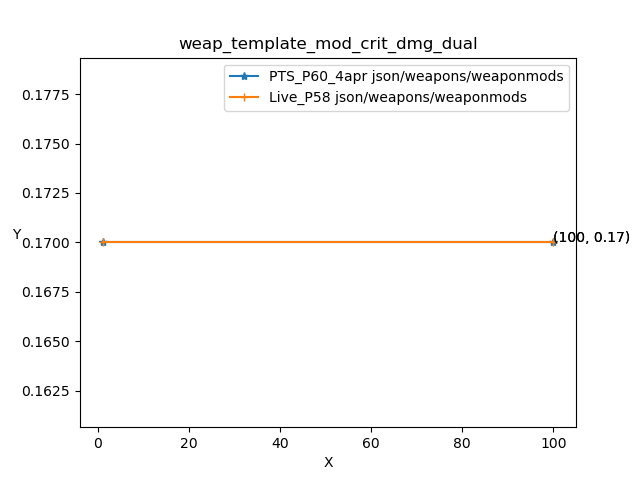 weap_template_mod_crit_dmg_dual
PTS_P60_4apr json/weapons/weaponmods
Live_P58 json/weapons/weaponmods
0.1775
0.1750
0.1725
Y
0.1700
(100, 0.17)
0.1675
0.1650
0.1625
0 20 40 60 80 100
X